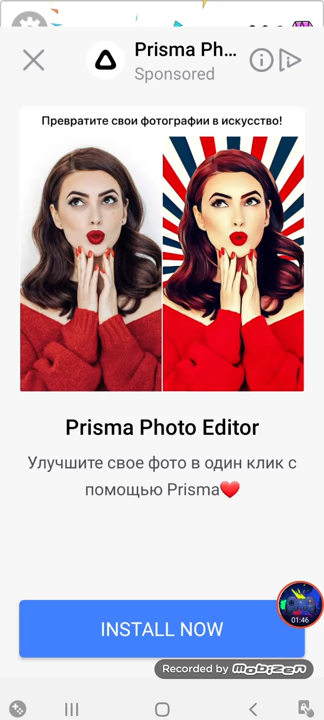 Prisma Ph...
Sponsored
Превратите свои фотографии в искусство!
Prisma Photo Editor
Улучшите свое фото в один клик с
помощью Prisma❤️
01:46
INSTALL NOW
Recorded by mobizen